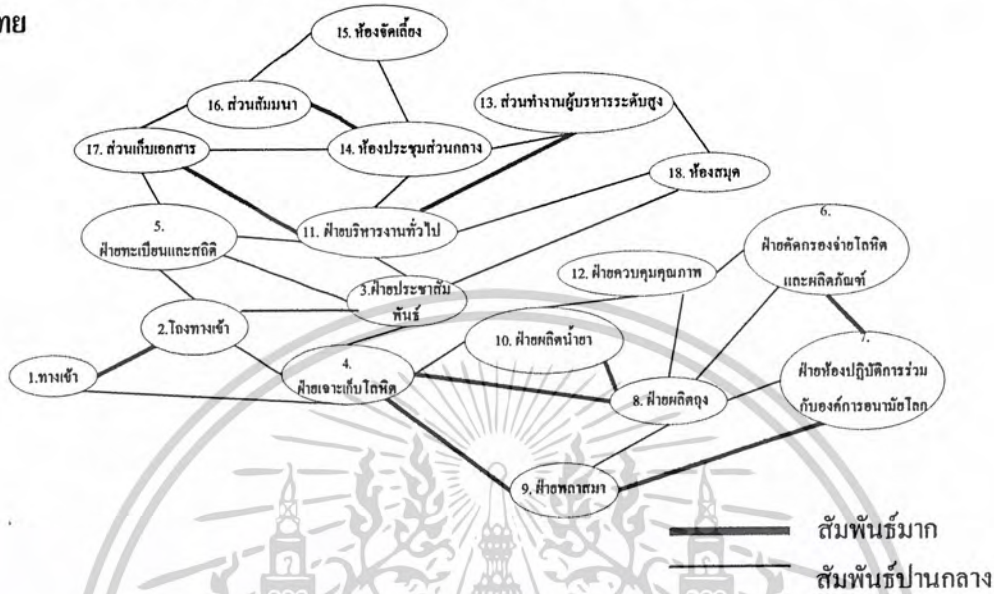 ทย
15. ห้องจัดเลี้ยง
16. ส่วนสัมมนา
13. ส่วนทำงานผู้บริหารระดับสูง
17. ส่วนเก็บเอกสาร
14. ห้องประชุมส่วนกลาง
18. ห้องสมุด
5.
ฝ่ายทะเบียนและสถิติ
11. ฝ่ายบริหารงานทั่วไป
6.
ฝ่ายคัดกรองจ่ายโลหิต
และผลิตภัณฑ์
12. ฝ่ายควบคุมคุณภาพ
3.ฝ่ายประชาสัม
พันธ์
2.โถงทางเข้า
10. ฝ่ายผลิตน้ำยา
7.
ฝ่ายห้องปฏิบัติการร่วม
กับองค์การอนามัยโลก
1.ทางเข้า
4.
ฝ่ายเจาะเก็บโลหิต
8. ฝ่ายผลิตถุง
9. ฝ่ายพลาสมา
สัมพันธ์มาก
สัมพันธ์ปานกลาง